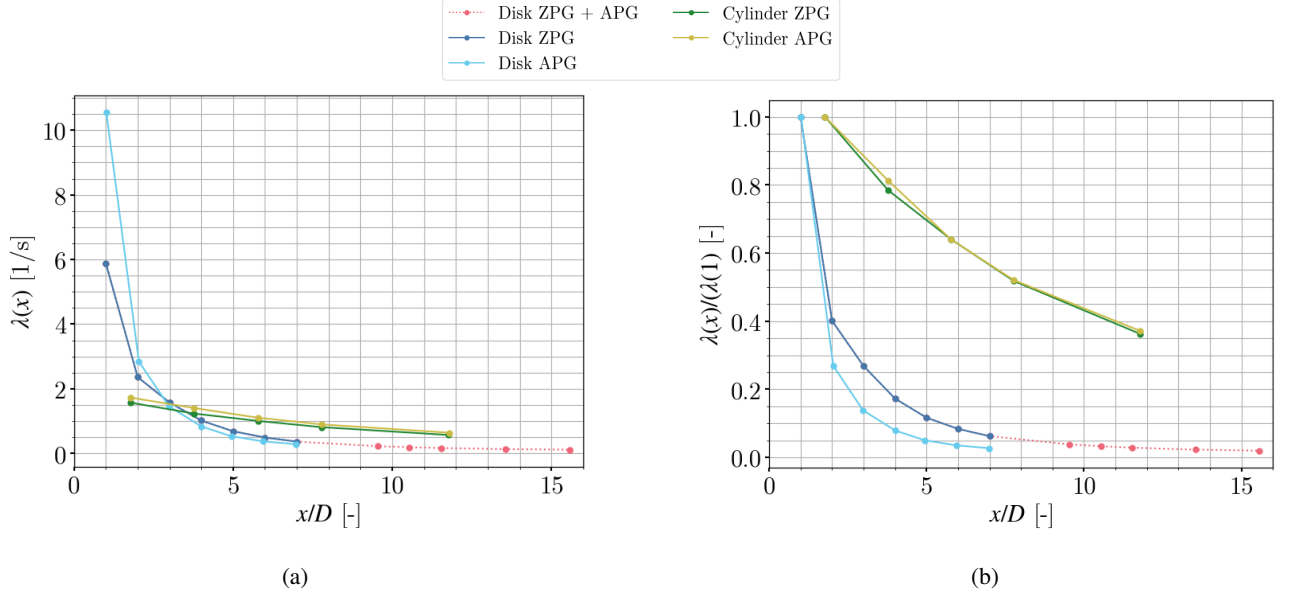 Disk ZPG + APG
Disk ZPG
Disk APG
Cylinder ZPG
Cylinder APG
10
8
6
4
2
0
λ(x) [1/s]
0 5 10 15
x/D [-]
(a)
1.0
0.8
0.6
0.4
0.2
0.0
λ(x)/(λ(1) [-]
0 5 10 15
x/D [-]
(b)